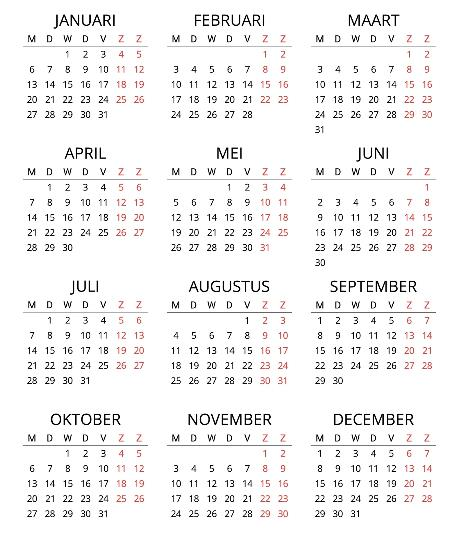 JANUARI FEBRUARI MAART
M D W D V Z Z M D W D V Z Z M D W D V Z Z
1 2 3 4 5 1 2 1 2
6 7 8 9 10 11 12 3 4 5 6 7 8 9 3 4 5 6 7 8 9
13 14 15 16 17 18 19 10 11 12 13 14 15 16 10 11 12 13 14 15 16
20 21 22 23 24 25 26 17 18 19 20 21 22 23 17 18 19 20 21 22 23
27 28 29 30 31 24 25 26 27 28 24 25 26 27 28 29 30
31
APRIL MEI JUNI
M D W D V Z Z M D W D V Z Z M D W D V Z Z
1 2 3 4 5 6 1 2 3 4 1
7 8 9 10 11 12 13 5 6 7 8 9 10 11 2 3 4 5 6 7 8
14 15 16 17 18 19 20 12 13 14 15 16 17 18 9 10 11 12 13 14 15
21 22 23 24 25 26 27 19 20 21 22 23 24 25 16 17 18 19 20 21 22
28 29 30 26 27 28 29 30 31 23 24 25 26 27 28 29
30
JULI AUGUSTUS SEPTEMBER
M D W D V Z Z M D W D V Z Z M D W D V Z Z
1 2 3 4 5 6 1 2 3 1 2 3 4 5 6 7
7 8 9 10 11 12 13 4 5 6 7 8 9 10 8 9 10 11 12 13 14
14 15 16 17 18 19 20 11 12 13 14 15 16 17 15 16 17 18 19 20 21
21 22 23 24 25 26 27 18 19 20 21 22 23 24 22 23 24 25 26 27 28
28 29 30 31 25 26 27 28 29 30 31 29 30
OKTOBER NOVEMBER DECEMBER
M D W D V Z Z M D W D V Z Z M D W D V Z Z
1 2 3 4 5 1 2 1 2 3 4 5 6 7
6 7 8 9 10 11 12 3 4 5 6 7 8 9 8 9 10 11 12 13 14
13 14 15 16 17 18 19 10 11 12 13 14 15 16 15 16 17 18 19 20 21
20 21 22 23 24 25 26 17 18 19 20 21 22 23 22 23 24 25 26 27 28
27 28 29 30 31 24 25 26 27 28 29 30 29 30 31